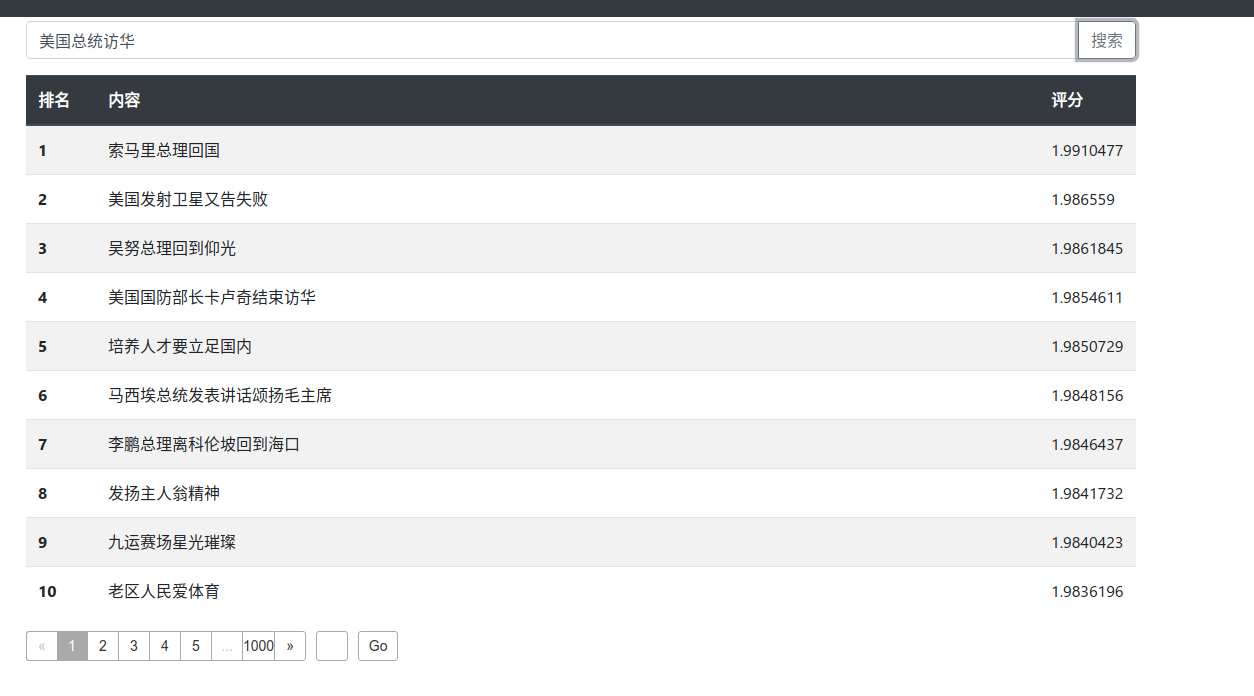 美国总统访华 搜索
排名 内容 评分
1 索马里总理回国 1.9910477
2 美国发射卫星又告失败 1.986559
3 吴努总理回到仰光 1.9861845
4 美国国防部长卡卢奇结束访华 1.9854611
5 培养人才要立足国内 1.9850729
6 马西埃总统发表讲话颂扬毛主席 1.9848156
7 李鹏总理离科伦坡回到海口 1.9846437
8 发扬主人翁精神 1.9841732
9 九运赛场星光璀璨 1.9840423
10 老区人民爱体育 1.9836196
« 1 2 3 4 5 ... 1000 » Go